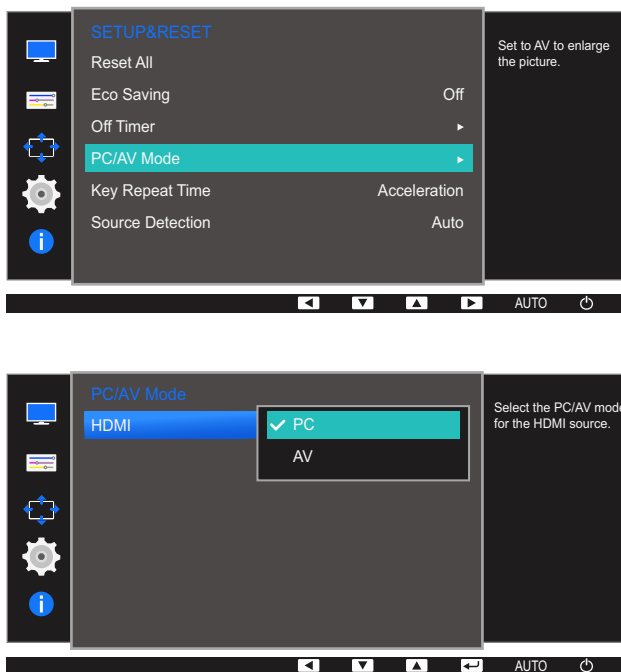 SETUP&RESET
Reset All
Eco Saving Off
Off Timer
PC/AV Mode
Key Repeat Time Acceleration
Source Detection Auto
Set to AV to enlarge
the picture.
AUTO
PC/AV Mode
HDMI
PC
AV
Select the PC/AV mode
for the HDMI source.
AUTO